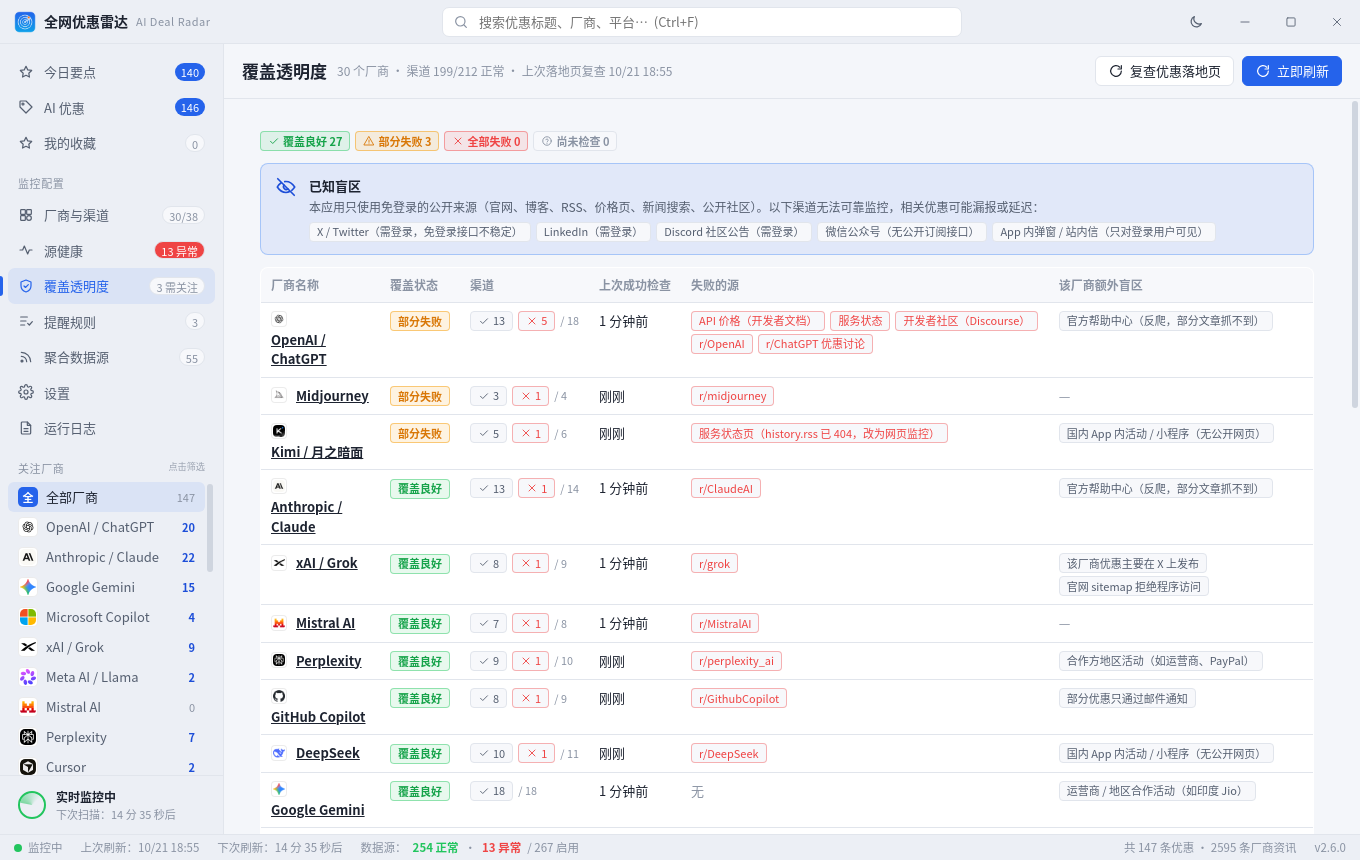 全网优惠雷达 AI Deal Radar
搜索优惠标题、厂商、平台… (Ctrl+F)
今日要点 140
AI 优惠 146
我的收藏 0
监控配置
厂商与渠道 30/38
源健康 13 异常
覆盖透明度 3 需关注
提醒规则 3
聚合数据源 55
设置
运行日志
关注厂商 点击筛选
全 全部厂商 147
OpenAI / ChatGPT 20
Anthropic / Claude 22
Google Gemini 15
Microsoft Copilot 4
xAI / Grok 9
Meta AI / Llama 2
Mistral AI 0
Perplexity 7
Cursor 2
实时监控中
下次扫描：14 分 35 秒后
覆盖透明度 30 个厂商 · 渠道 199/212 正常 · 上次落地页复查 10/21 18:55
复查优惠落地页 立即刷新
覆盖良好 27 部分失败 3 全部失败 0 尚未检查 0
已知盲区
本应用只使用免登录的公开来源（官网、博客、RSS、价格页、新闻搜索、公开社区）。以下渠道无法可靠监控，相关优惠可能漏报或延迟：
X / Twitter（需登录，免登录接口不稳定） LinkedIn（需登录） Discord 社区公告（需登录） 微信公众号（无公开订阅接口） App 内弹窗 / 站内信（只对登录用户可见）
厂商名称 覆盖状态 渠道 上次成功检查 失败的源 该厂商额外盲区
OpenAI / ChatGPT 部分失败 13 5 / 18 1 分钟前 API 价格（开发者文档） 服务状态 开发者社区（Discourse） r/OpenAI r/ChatGPT 优惠讨论 官方帮助中心（反爬，部分文章抓不到）
Midjourney 部分失败 3 1 / 4 刚刚 r/midjourney —
Kimi / 月之暗面 部分失败 5 1 / 6 刚刚 服务状态页（history.rss 已 404，改为网页监控） 国内 App 内活动 / 小程序（无公开网页）
Anthropic / Claude 覆盖良好 13 1 / 14 1 分钟前 r/ClaudeAI 官方帮助中心（反爬，部分文章抓不到）
xAI / Grok 覆盖良好 8 1 / 9 1 分钟前 r/grok 该厂商优惠主要在 X 上发布 官网 sitemap 拒绝程序访问
Mistral AI 覆盖良好 7 1 / 8 1 分钟前 r/MistralAI —
Perplexity 覆盖良好 9 1 / 10 刚刚 r/perplexity_ai 合作方地区活动（如运营商、PayPal）
GitHub Copilot 覆盖良好 8 1 / 9 刚刚 r/GithubCopilot 部分优惠只通过邮件通知
DeepSeek 覆盖良好 10 1 / 11 刚刚 r/DeepSeek 国内 App 内活动 / 小程序（无公开网页）
Google Gemini 覆盖良好 18 / 18 1 分钟前 无 运营商 / 地区合作活动（如印度 Jio）
监控中 上次刷新：10/21 18:55 下次刷新：14 分 35 秒后 数据源： 254 正常 · 13 异常 / 267 启用 共 147 条优惠 · 2595 条厂商资讯 v2.6.0